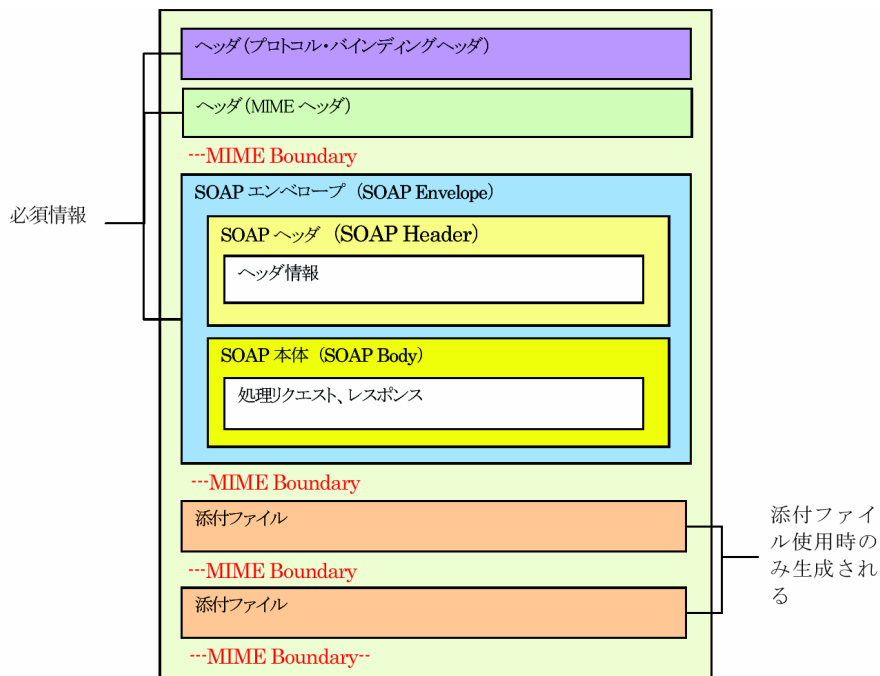 ヘッダ（プロトコル・バインディングヘッダ）
ヘッダ（MIME ヘッダ）
---MIME Boundary
必須情報
SOAP エンベロープ（SOAP Envelope）
SOAP ヘッダ（SOAP Header）
ヘッダ情報
SOAP 本体（SOAP Body）
処理リクエスト、レスポンス
---MIME Boundary
添付ファイル
---MIME Boundary
添付ファイル
---MIME Boundary--
添付ファイ
ル使用時の
み生成され
る